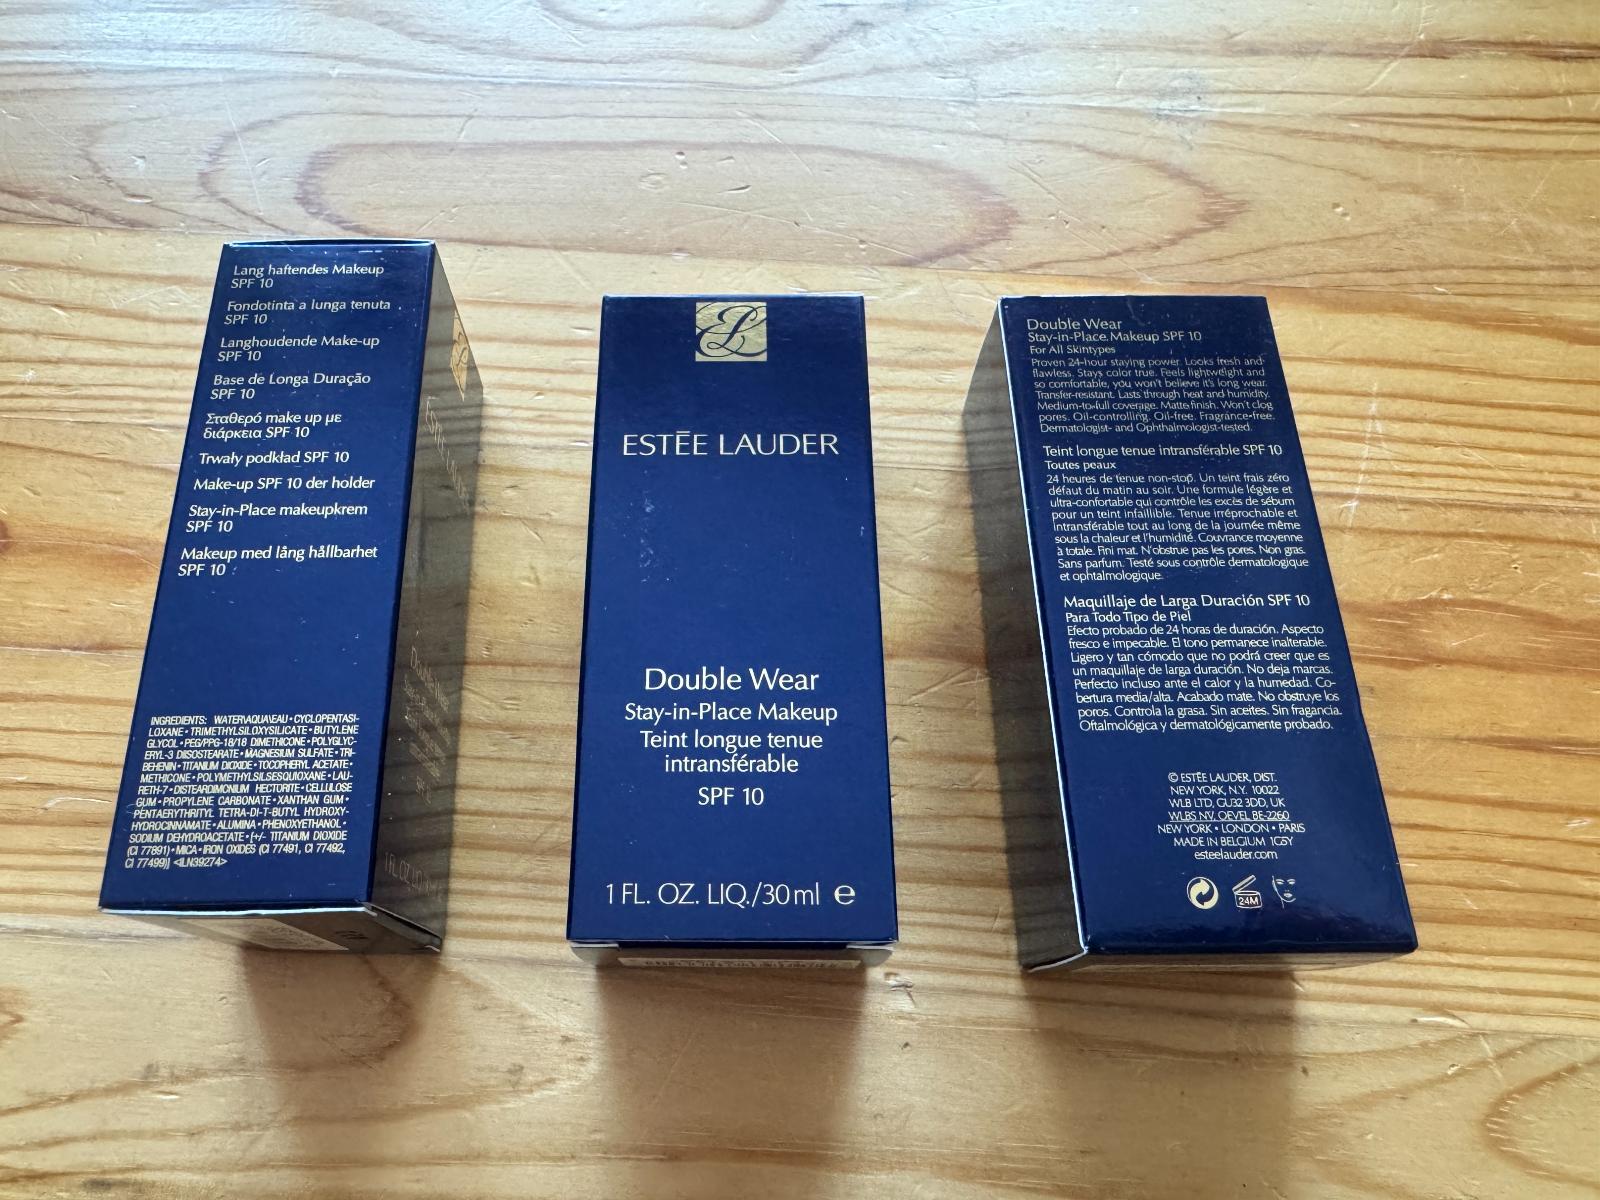 Lang haftendes Makeup
SPF 10
Fondotinta a lunga tenuta
SPF 10
Langhoudende Make-up
SPF 10
Base de Longa Duração
SPF 10
Σταθερό make up με
διάρκεια SPF 10
Trwały podkład SPF 10
Make-up SPF 10 der holder
Stay-in-Place makeupkrem
SPF 10
Makeup med lång hållbarhet
SPF 10
INGREDIENTS: WATER\AQUA\EAU • CYCLOPENTASI-
LOXANE • TRIMETHYLSILOXYSILICATE • BUTYLENE
GLYCOL • PEG/PPG-18/18 DIMETHICONE • POLYGLYC-
ERYL-3 DIISOSTEARATE • MAGNESIUM SULFATE • TRI-
BEHENIN • TITANIUM DIOXIDE • TOCOPHERYL ACETATE •
METHICONE • POLYMETHYLSILSESQUIOXANE • LAU-
RETH-7 • DISTEARDIMONIUM HECTORITE • CELLULOSE
GUM • PROPYLENE CARBONATE • XANTHAN GUM •
PENTAERYTHRITYL TETRA-DI-T-BUTYL HYDROXY-
HYDROCINNAMATE • ALUMINA • PHENOXYETHANOL •
SODIUM DEHYDROACETATE • [+/- TITANIUM DIOXIDE
(CI 77891) • MICA • IRON OXIDES (CI 77491, CI 77492,
CI 77499)] <ILN39274>
ESTĒE LAUDER
Double Wear
ESTĒE LAUDER
Double Wear
Stay-in-Place Makeup
Teint longue tenue
intransférable
SPF 10
1 FL. OZ. LIQ./30 ml ℮
Double Wear
Stay-in-Place Makeup SPF 10
For All Skintypes
Proven 24-hour staying power. Looks fresh and
flawless. Stays color true. Feels lightweight and
so comfortable, you won't believe it's long wear.
Transfer-resistant. Lasts through heat and humidity.
Medium-to-full coverage. Matte finish. Won't clog
pores. Oil-controlling. Oil-free. Fragrance-free.
Dermatologist- and Ophthalmologist-tested.
Teint longue tenue intransférable SPF 10
Toutes peaux
24 heures de tenue non-stop. Un teint frais zéro
défaut du matin au soir. Une formule légère et
ultra-confortable qui contrôle les excès de sébum
pour un teint infaillible. Tenue irréprochable et
intransférable tout au long de la journée même
sous la chaleur et l'humidité. Couvrance moyenne
à totale. Fini mat. N'obstrue pas les pores. Non gras.
Sans parfum. Testé sous contrôle dermatologique
et ophtalmologique.
Maquillaje de Larga Duración SPF 10
Para Todo Tipo de Piel
Efecto probado de 24 horas de duración. Aspecto
fresco e impecable. El tono permanece inalterable.
Ligero y tan cómodo que no podrá creer que es
un maquillaje de larga duración. No deja marcas.
Perfecto incluso ante el calor y la humedad. Co-
bertura media/alta. Acabado mate. No obstruye los
poros. Controla la grasa. Sin aceites. Sin fragancia.
Oftalmológica y dermatológicamente probado.
© ESTĒE LAUDER, DIST.
NEW YORK, N.Y. 10022
WLB LTD, GU32 3DD, UK
WLBS NV, OEVEL BE-2260
NEW YORK • LONDON • PARIS
MADE IN BELGIUM 1G5Y
esteelauder.com
24M